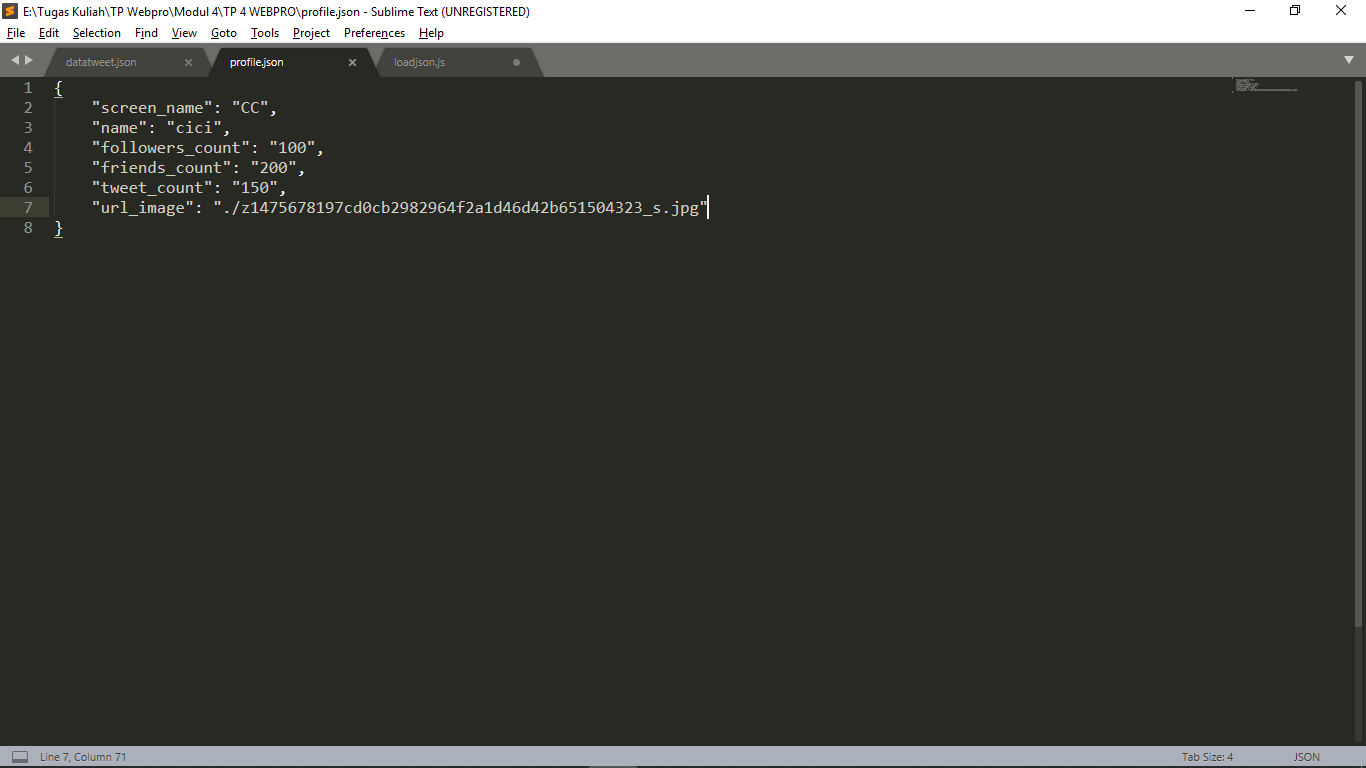 E:\Tugas Kuliah\TP Webpro\Modul 4\TP 4 WEBPRO\profile.json - Sublime Text (UNREGISTERED)
File Edit Selection Find View Goto Tools Project Preferences Help
datatweet.json profile.json loadjson.js
1 {
2 "screen_name": "CC",
3 "name": "cici",
4 "followers_count": "100",
5 "friends_count": "200",
6 "tweet_count": "150",
7 "url_image": "./z1475678197cd0cb2982964f2a1d46d42b651504323_s.jpg"
8 }
Line 7, Column 71 Tab Size: 4 JSON